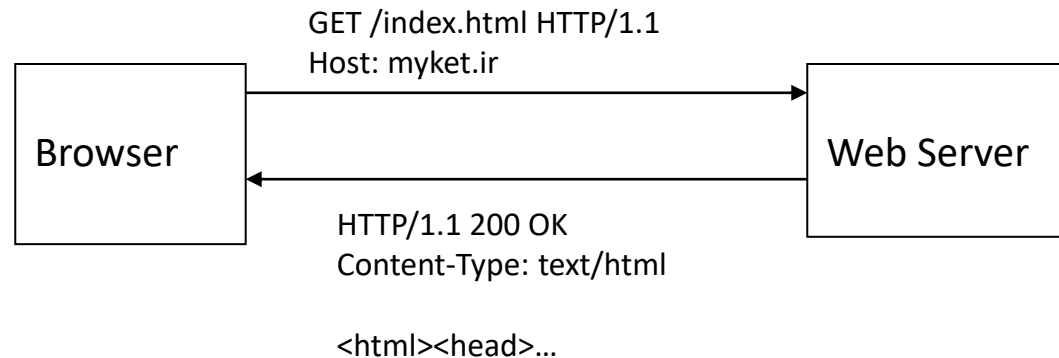 GET /index.html HTTP/1.1
Host: myket.ir
Browser
Web Server
HTTP/1.1 200 OK
Content-Type: text/html
<html><head>…